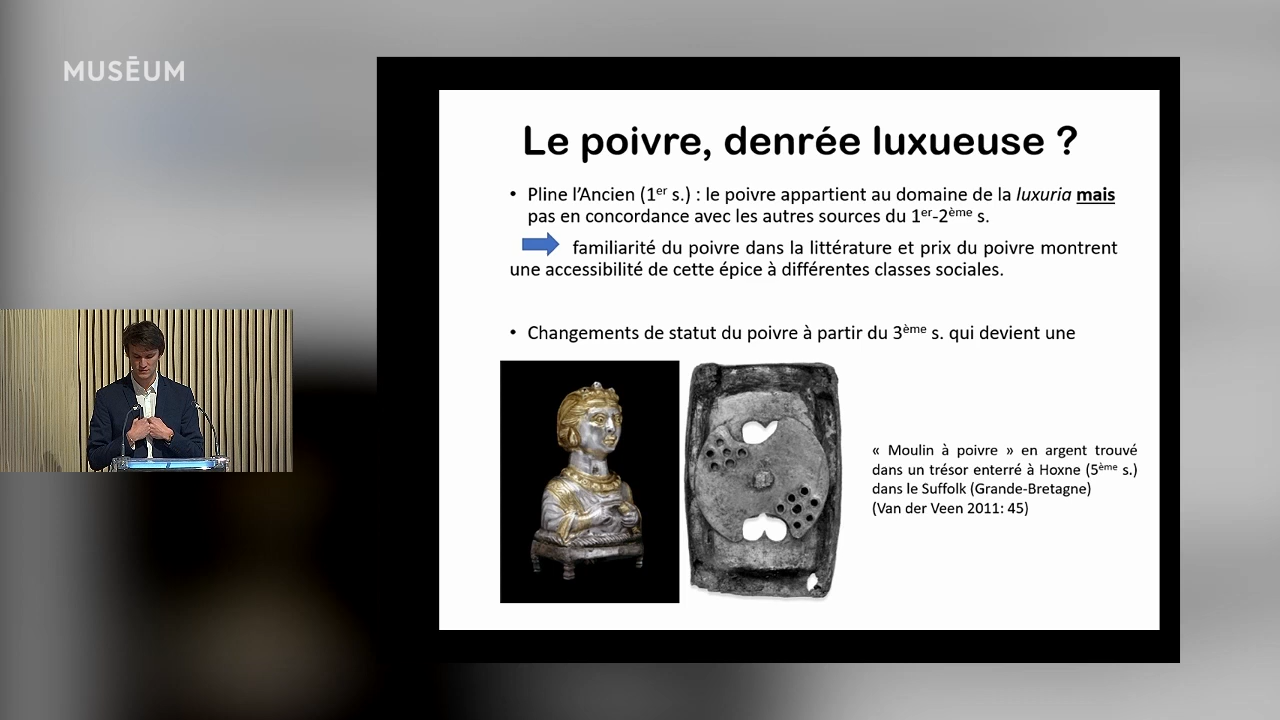 MUSĒUM
Le poivre, denrée luxueuse ?
• Pline l’Ancien (1er s.) : le poivre appartient au domaine de la luxuria mais
pas en concordance avec les autres sources du 1er-2ème s.
familiarité du poivre dans la littérature et prix du poivre montrent
une accessibilité de cette épice à différentes classes sociales.
• Changements de statut du poivre à partir du 3ème s. qui devient une
« Moulin à poivre » en argent trouvé
dans un trésor enterré à Hoxne (5ème s.)
dans le Suffolk (Grande-Bretagne)
(Van der Veen 2011: 45)